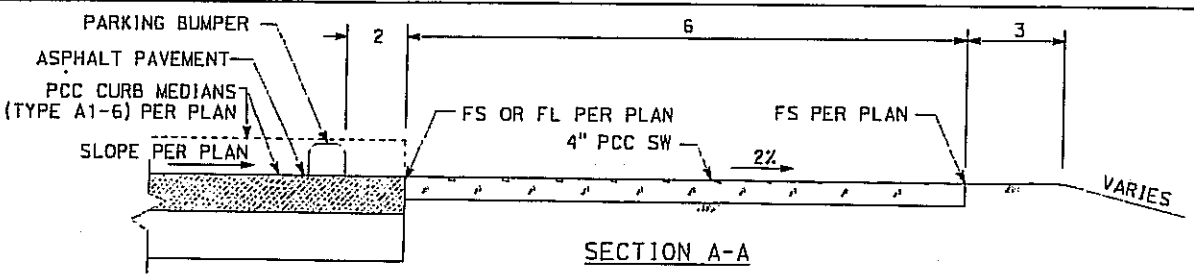 PARKING BUMPER
2
6
3
ASPHALT PAVEMENT
PCC CURB MEDIANS
(TYPE A1-6) PER PLAN
FS OR FL PER PLAN
FS PER PLAN
4" PCC SW
SLOPE PER PLAN
2%
VARIES
SECTION A-A